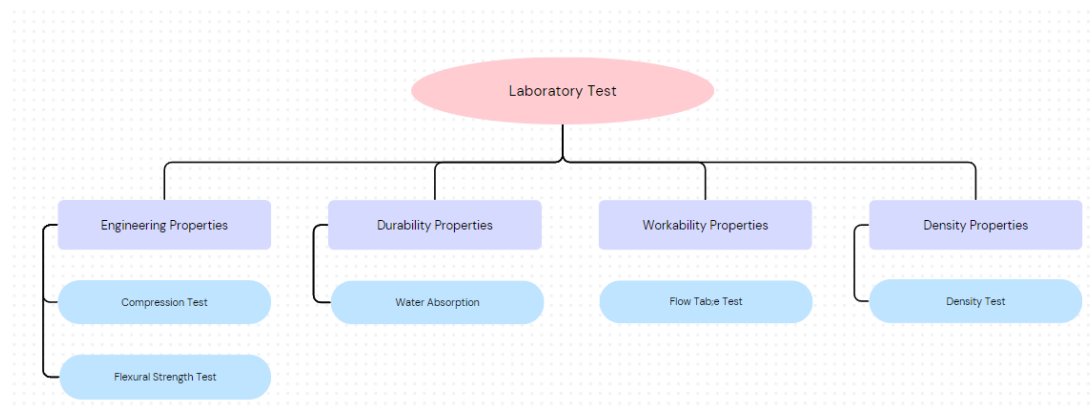 Laboratory Test
Engineering Properties
Durability Properties
Workability Properties
Density Properties
Compression Test
Water Absorption
Flow Tab;e Test
Density Test
Flexural Strength Test